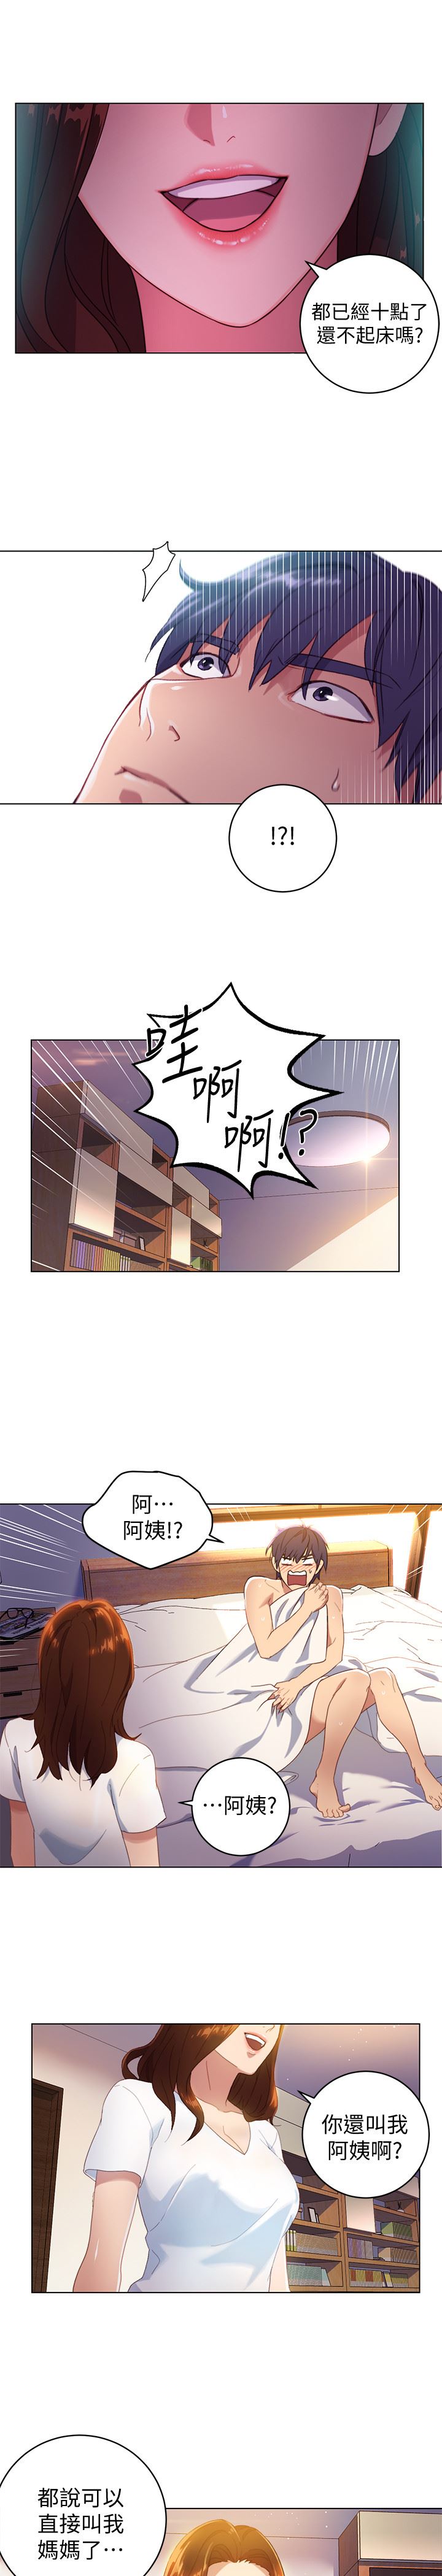 都已經十點了
還不起床嗎?
!?!
哇
啊
啊!?
阿…
阿姨!?
…阿姨?
你還叫我
阿姨啊?
都說可以
直接叫我
媽媽了…